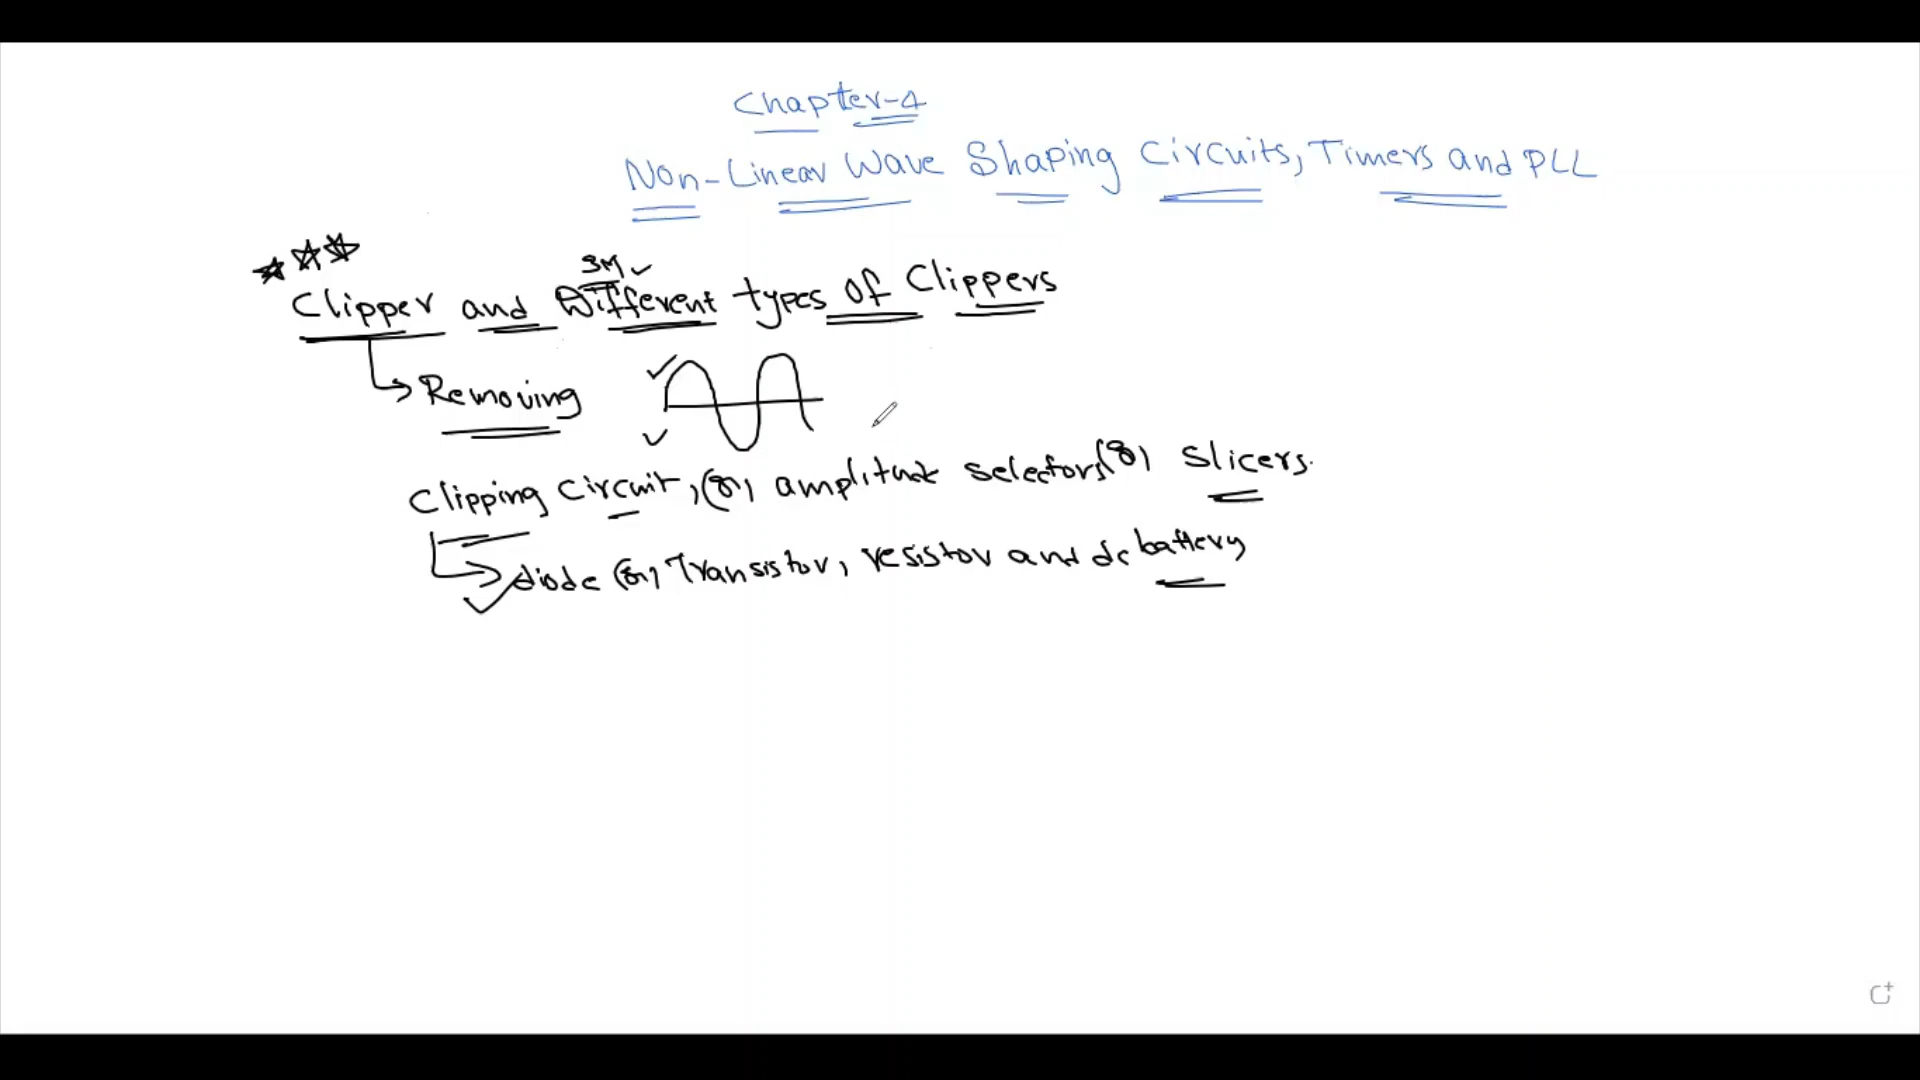 Chapter-4
Non-Linear Wave Shaping Circuits, Timers and PLL
3M
Clipper and Different types of Clippers
Removing
Clipping Circuit, (or) amplitude selectors (or) Slicers.
diode (or) Transistor, resistor and dc battery